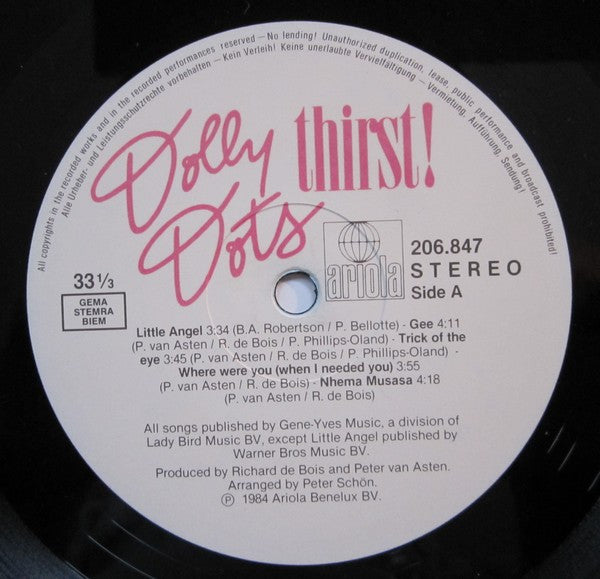 All copyrights in the recorded works and in the recorded performances reserved – No lending! Unauthorized duplication, lease, public performance and broadcast prohibited!
Alle Urheber- und Leistungsschutzrechte vorbehalten – Kein Verleih! Keine unerlaubte Vervielfältigung – Vermietung, Aufführung, Sendung!
Dolly thirst!
Dots
ariola
206.847
STEREO
Side A
33 1/3
GEMA
STEMRA
BIEM
Little Angel 3:34 (B.A. Robertson / P. Bellotte) - Gee 4:11
(P. van Asten / R. de Bois / P. Phillips-Oland) - Trick of the
eye 3:45 (P. van Asten / R. de Bois / P. Phillips-Oland) -
Where were you (when I needed you) 3:55
(P. van Asten / R. de Bois) - Nhema Musasa 4:18
(P. van Asten / R. de Bois)
All songs published by Gene-Yves Music, a division of
Lady Bird Music BV, except Little Angel published by
Warner Bros Music BV.
Produced by Richard de Bois and Peter van Asten.
Arranged by Peter Schön.
℗ 1984 Ariola Benelux BV.